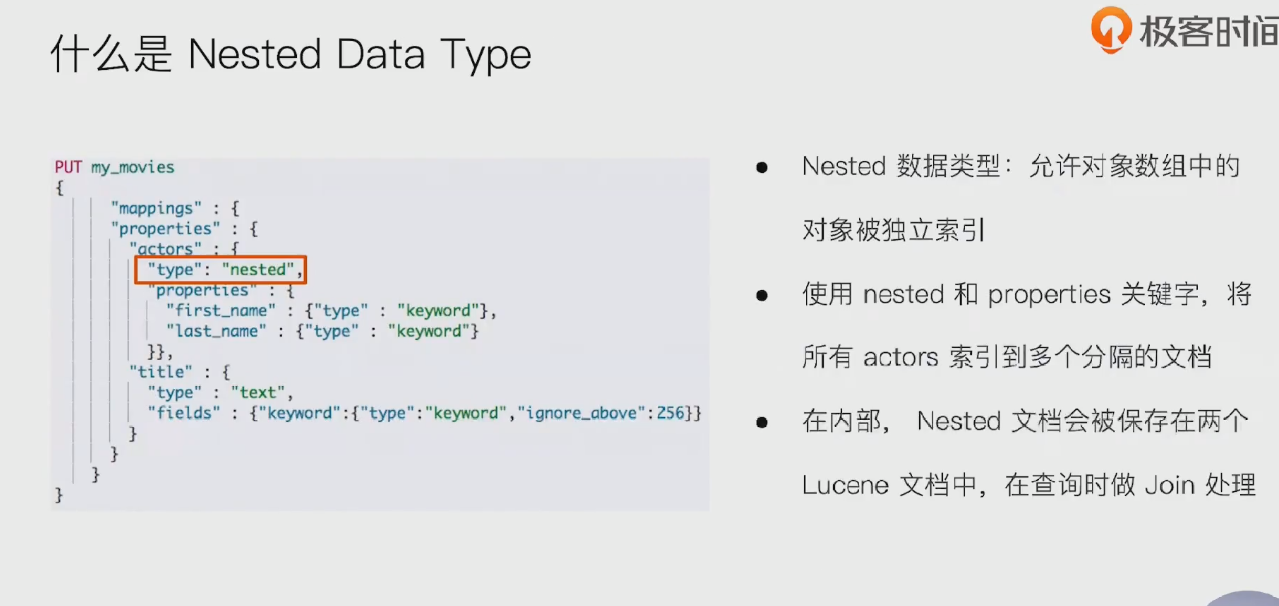 什么是 Nested Data Type
极客时间
PUT my_movies
{
"mappings" : {
"properties" : {
"actors" : {
"type": "nested",
"properties" : {
"first_name" : {"type" : "keyword"},
"last_name" : {"type" : "keyword"}
}},
"title" : {
"type" : "text",
"fields" : {"keyword":{"type":"keyword","ignore_above":256}}
}
}
}
}
● Nested 数据类型：允许对象数组中的
对象被独立索引
● 使用 nested 和 properties 关键字，将
所有 actors 索引到多个分隔的文档
● 在内部， Nested 文档会被保存在两个
Lucene 文档中，在查询时做 Join 处理